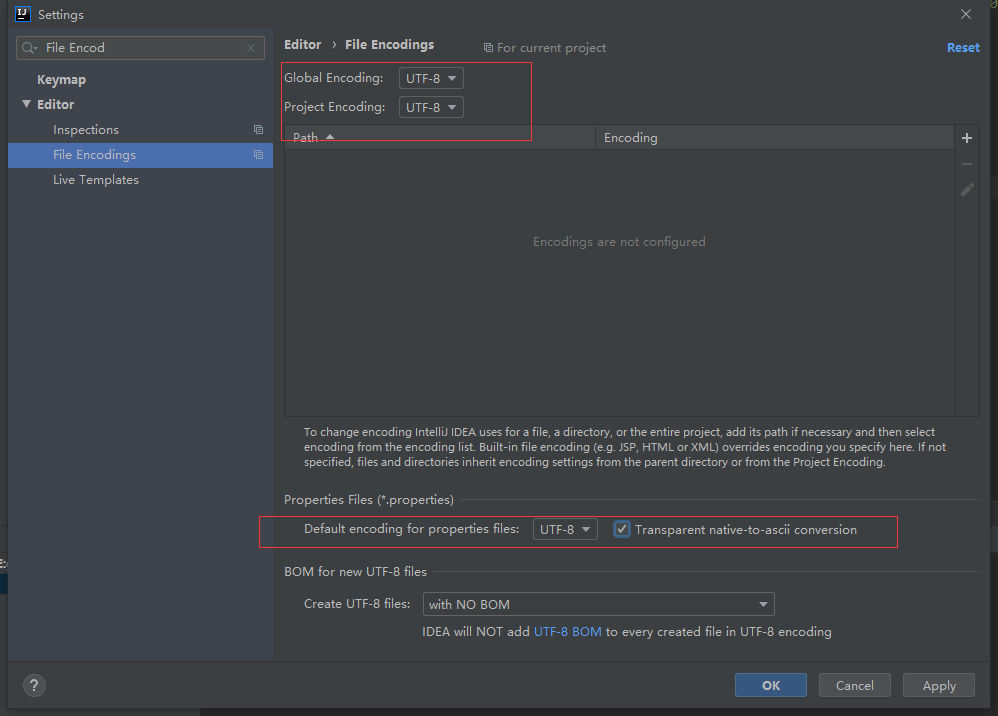 Settings
File Encod
Keymap
Editor
Inspections
File Encodings
Live Templates
Editor › File Encodings
For current project
Reset
Global Encoding: UTF-8
Project Encoding: UTF-8
Path Encoding
Encodings are not configured
To change encoding IntelliJ IDEA uses for a file, a directory, or the entire project, add its path if necessary and then select
encoding from the encoding list. Built-in file encoding (e.g. JSP, HTML or XML) overrides encoding you specify here. If not
specified, files and directories inherit encoding settings from the parent directory or from the Project Encoding.
Properties Files (*.properties)
Default encoding for properties files: UTF-8 Transparent native-to-ascii conversion
BOM for new UTF-8 files
Create UTF-8 files: with NO BOM
IDEA will NOT add UTF-8 BOM to every created file in UTF-8 encoding
? OK Cancel Apply